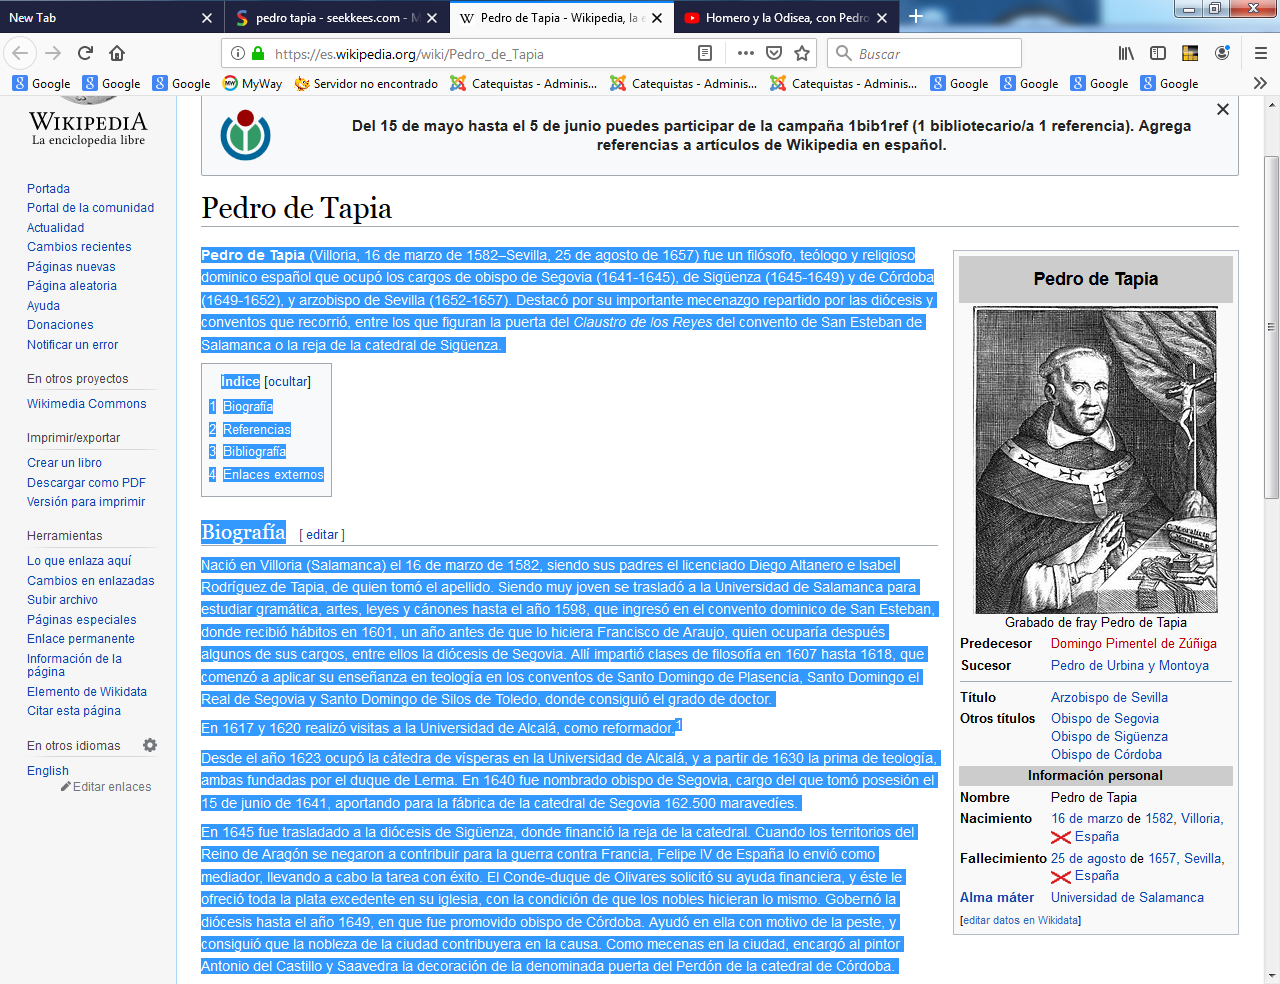 New Tab
pedro tapia - seekkees.com - M
Pedro de Tapia - Wikipedia, la e
Homero y la Odisea, con Pedro
https://es.wikipedia.org/wiki/Pedro_de_Tapia
Buscar
Google
Google
Google
MyWay
Servidor no encontrado
Catequistas - Adminis...
Catequistas - Adminis...
Catequistas - Adminis...
Google
Google
Google
Google
WIKIPEDIA
La enciclopedia libre
Portada
Portal de la comunidad
Actualidad
Cambios recientes
Páginas nuevas
Página aleatoria
Ayuda
Donaciones
Notificar un error
En otros proyectos
Wikimedia Commons
Imprimir/exportar
Crear un libro
Descargar como PDF
Versión para imprimir
Herramientas
Lo que enlaza aquí
Cambios en enlazadas
Subir archivo
Páginas especiales
Enlace permanente
Información de la
página
Elemento de Wikidata
Citar esta página
En otros idiomas
English
Editar enlaces
Del 15 de mayo hasta el 5 de junio puedes participar de la campaña 1bib1ref (1 bibliotecario/a 1 referencia). Agrega
referencias a artículos de Wikipedia en español.
Pedro de Tapia
Pedro de Tapia (Villoria, 16 de marzo de 1582–Sevilla, 25 de agosto de 1657) fue un filósofo, teólogo y religioso
dominico español que ocupó los cargos de obispo de Segovia (1641-1645), de Sigüenza (1645-1649) y de Córdoba
(1649-1652), y arzobispo de Sevilla (1652-1657). Destacó por su importante mecenazgo repartido por las diócesis y
conventos que recorrió, entre los que figuran la puerta del Claustro de los Reyes del convento de San Esteban de
Salamanca o la reja de la catedral de Sigüenza.
Índice [ocultar]
1 Biografía
2 Referencias
3 Bibliografía
4 Enlaces externos
Biografía [ editar ]
Nació en Villoria (Salamanca) el 16 de marzo de 1582, siendo sus padres el licenciado Diego Altanero e Isabel
Rodríguez de Tapia, de quien tomó el apellido. Siendo muy joven se trasladó a la Universidad de Salamanca para
estudiar gramática, artes, leyes y cánones hasta el año 1598, que ingresó en el convento dominico de San Esteban,
donde recibió hábitos en 1601, un año antes de que lo hiciera Francisco de Araujo, quien ocuparía después
algunos de sus cargos, entre ellos la diócesis de Segovia. Allí impartió clases de filosofía en 1607 hasta 1618, que
comenzó a aplicar su enseñanza en teología en los conventos de Santo Domingo de Plasencia, Santo Domingo el
Real de Segovia y Santo Domingo de Silos de Toledo, donde consiguió el grado de doctor.
En 1617 y 1620 realizó visitas a la Universidad de Alcalá, como reformador.1
Desde el año 1623 ocupó la cátedra de vísperas en la Universidad de Alcalá, y a partir de 1630 la prima de teología,
ambas fundadas por el duque de Lerma. En 1640 fue nombrado obispo de Segovia, cargo del que tomó posesión el
15 de junio de 1641, aportando para la fábrica de la catedral de Segovia 162.500 maravedíes.
En 1645 fue trasladado a la diócesis de Sigüenza, donde financió la reja de la catedral. Cuando los territorios del
Reino de Aragón se negaron a contribuir para la guerra contra Francia, Felipe IV de España lo envió como
mediador, llevando a cabo la tarea con éxito. El Conde-duque de Olivares solicitó su ayuda financiera, y éste le
ofreció toda la plata excedente en su iglesia, con la condición de que los nobles hicieran lo mismo. Gobernó la
diócesis hasta el año 1649, en que fue promovido obispo de Córdoba. Ayudó en ella con motivo de la peste, y
consiguió que la nobleza de la ciudad contribuyera en la causa. Como mecenas en la ciudad, encargó al pintor
Antonio del Castillo y Saavedra la decoración de la denominada puerta del Perdón de la catedral de Córdoba.
Pedro de Tapia
Grabado de fray Pedro de Tapia
Predecesor Domingo Pimentel de Zúñiga
Sucesor Pedro de Urbina y Montoya
Título Arzobispo de Sevilla
Otros títulos Obispo de Segovia
Obispo de Sigüenza
Obispo de Córdoba
Información personal
Nombre Pedro de Tapia
Nacimiento 16 de marzo de 1582, Villoria,
España
Fallecimiento 25 de agosto de 1657, Sevilla,
España
Alma máter Universidad de Salamanca
[editar datos en Wikidata]